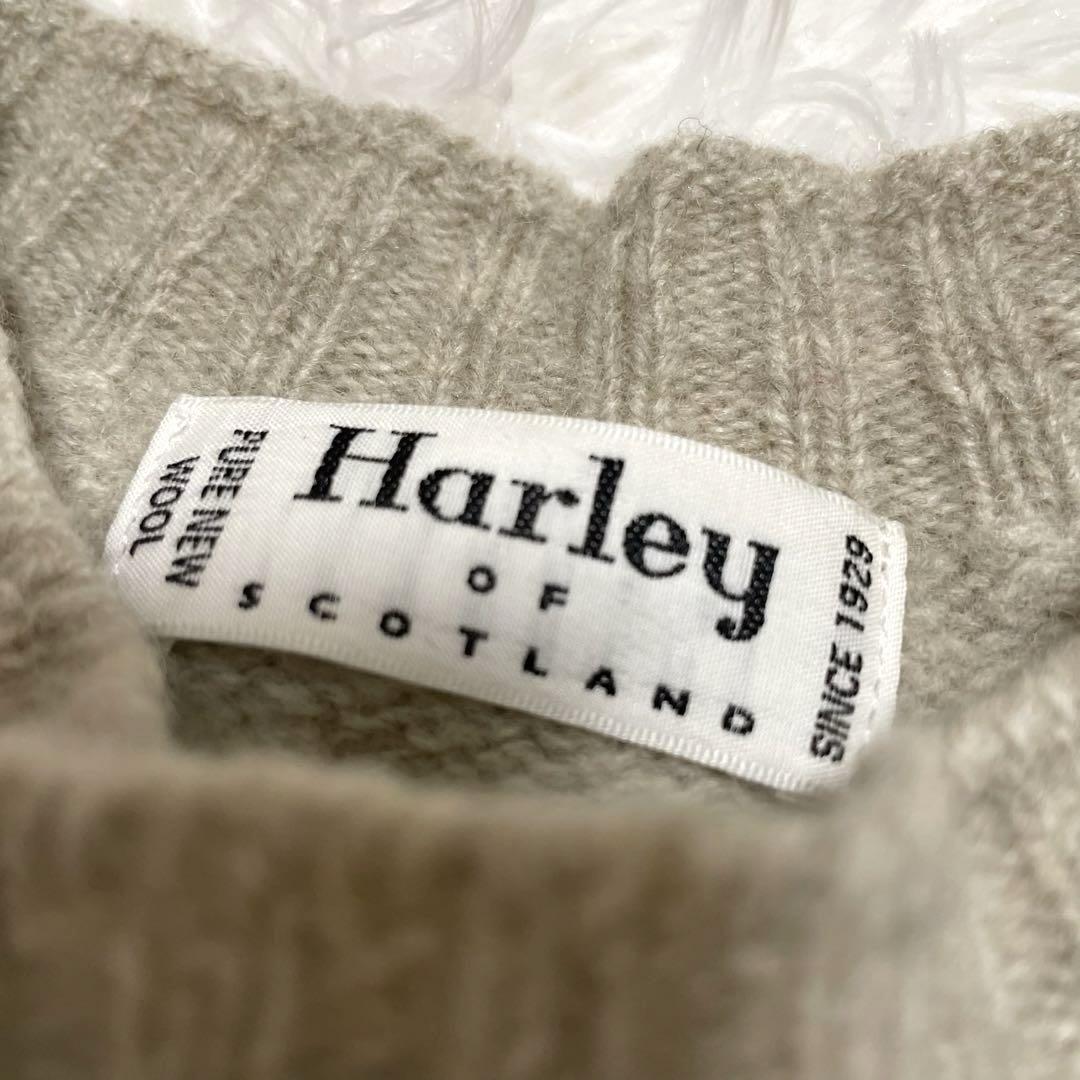 Harley
OF
SCOTLAND
PURE NEW
WOOL
SINCE 1929